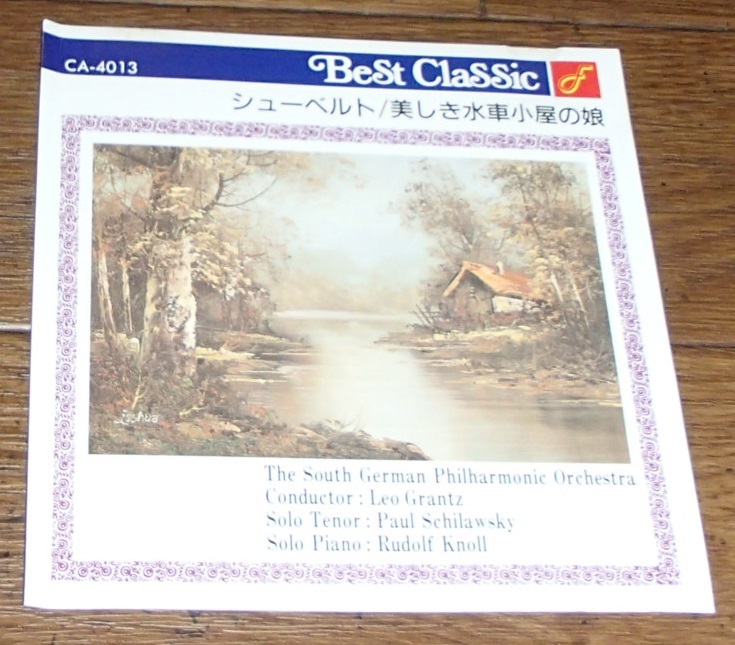 CA-4013
Best Classic
シューベルト/美しき水車小屋の娘
The South German Philharmonic Orchestra
Conductor : Leo Grantz
Solo Tenor : Paul Schilawsky
Solo Piano : Rudolf Knoll